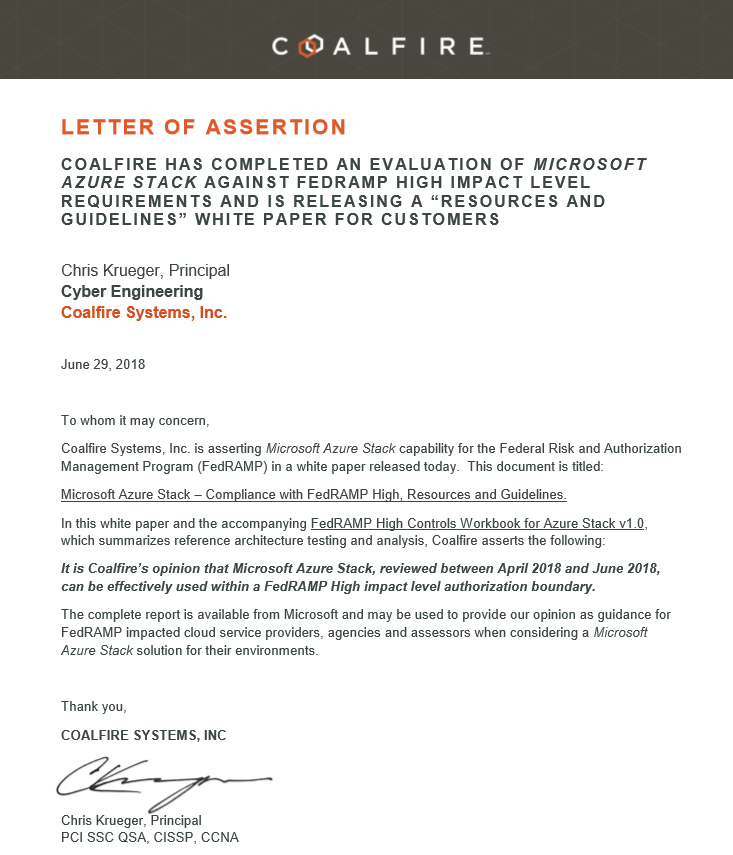 COALFIRE
LETTER OF ASSERTION
COALFIRE HAS COMPLETED AN EVALUATION OF MICROSOFT
AZURE STACK AGAINST FEDRAMP HIGH IMPACT LEVEL
REQUIREMENTS AND IS RELEASING A “RESOURCES AND
GUIDELINES” WHITE PAPER FOR CUSTOMERS
Chris Krueger, Principal
Cyber Engineering
Coalfire Systems, Inc.
June 29, 2018
To whom it may concern,
Coalfire Systems, Inc. is asserting Microsoft Azure Stack capability for the Federal Risk and Authorization
Management Program (FedRAMP) in a white paper released today.  This document is titled:
Microsoft Azure Stack – Compliance with FedRAMP High, Resources and Guidelines.
In this white paper and the accompanying FedRAMP High Controls Workbook for Azure Stack v1.0,
which summarizes reference architecture testing and analysis, Coalfire asserts the following:
It is Coalfire’s opinion that Microsoft Azure Stack, reviewed between April 2018 and June 2018,
can be effectively used within a FedRAMP High impact level authorization boundary.
The complete report is available from Microsoft and may be used to provide our opinion as guidance for
FedRAMP impacted cloud service providers, agencies and assessors when considering a Microsoft
Azure Stack solution for their environments.
Thank you,
COALFIRE SYSTEMS, INC
CKrueger
Chris Krueger, Principal
PCI SSC QSA, CISSP, CCNA